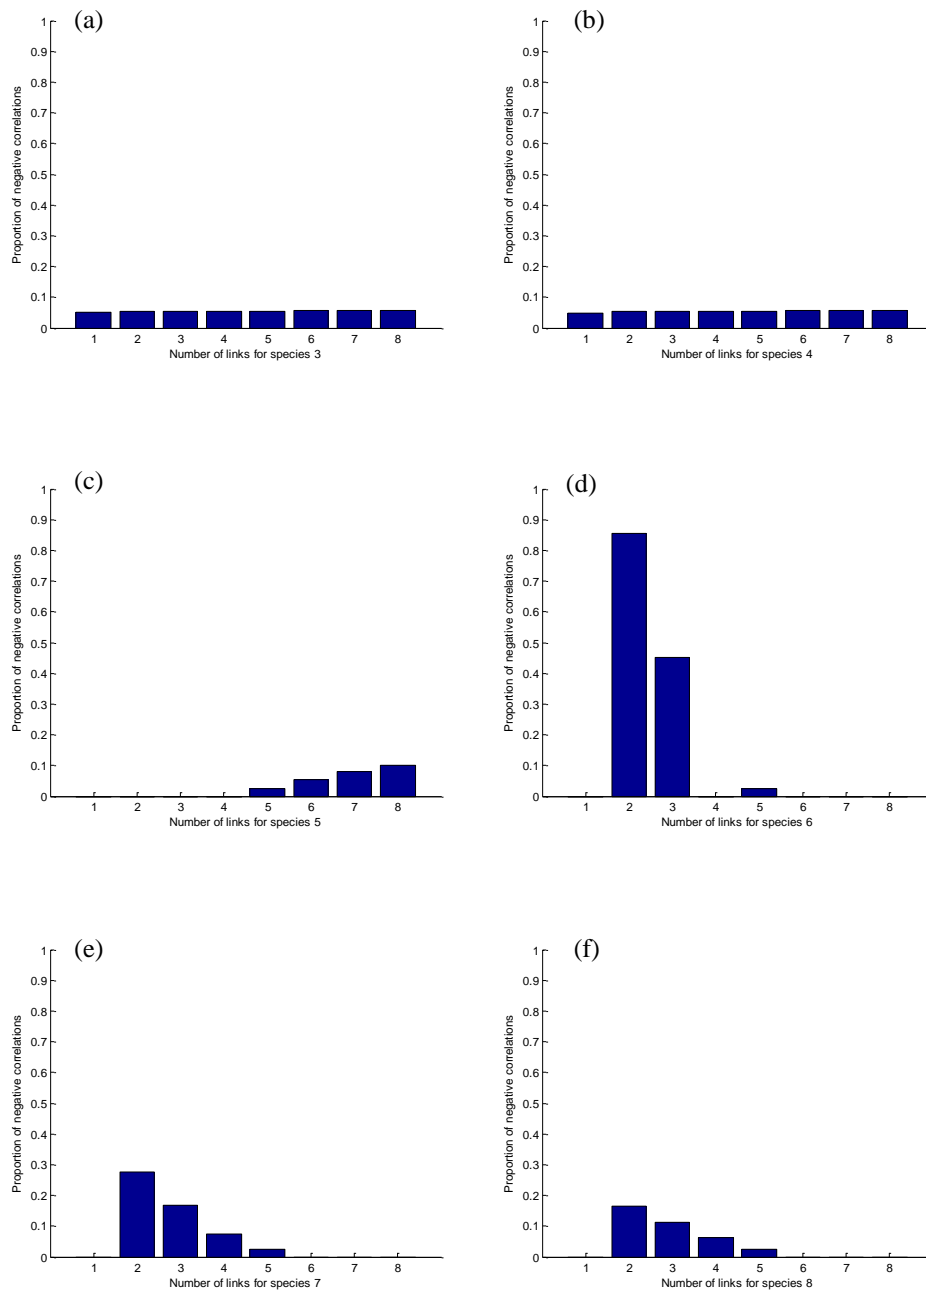 (a)
Proportion of negative correlations
1
0.9
0.8
0.7
0.6
0.5
0.4
0.3
0.2
0.1
0
1 2 3 4 5 6 7 8
Number of links for species 3
(b)
Proportion of negative correlations
1
0.9
0.8
0.7
0.6
0.5
0.4
0.3
0.2
0.1
0
1 2 3 4 5 6 7 8
Number of links for species 4
(c)
Proportion of negative correlations
1
0.9
0.8
0.7
0.6
0.5
0.4
0.3
0.2
0.1
0
1 2 3 4 5 6 7 8
Number of links for species 5
(d)
Proportion of negative correlations
1
0.9
0.8
0.7
0.6
0.5
0.4
0.3
0.2
0.1
0
1 2 3 4 5 6 7 8
Number of links for species 6
(e)
Proportion of negative correlations
1
0.9
0.8
0.7
0.6
0.5
0.4
0.3
0.2
0.1
0
1 2 3 4 5 6 7 8
Number of links for species 7
(f)
Proportion of negative correlations
1
0.9
0.8
0.7
0.6
0.5
0.4
0.3
0.2
0.1
0
1 2 3 4 5 6 7 8
Number of links for species 8